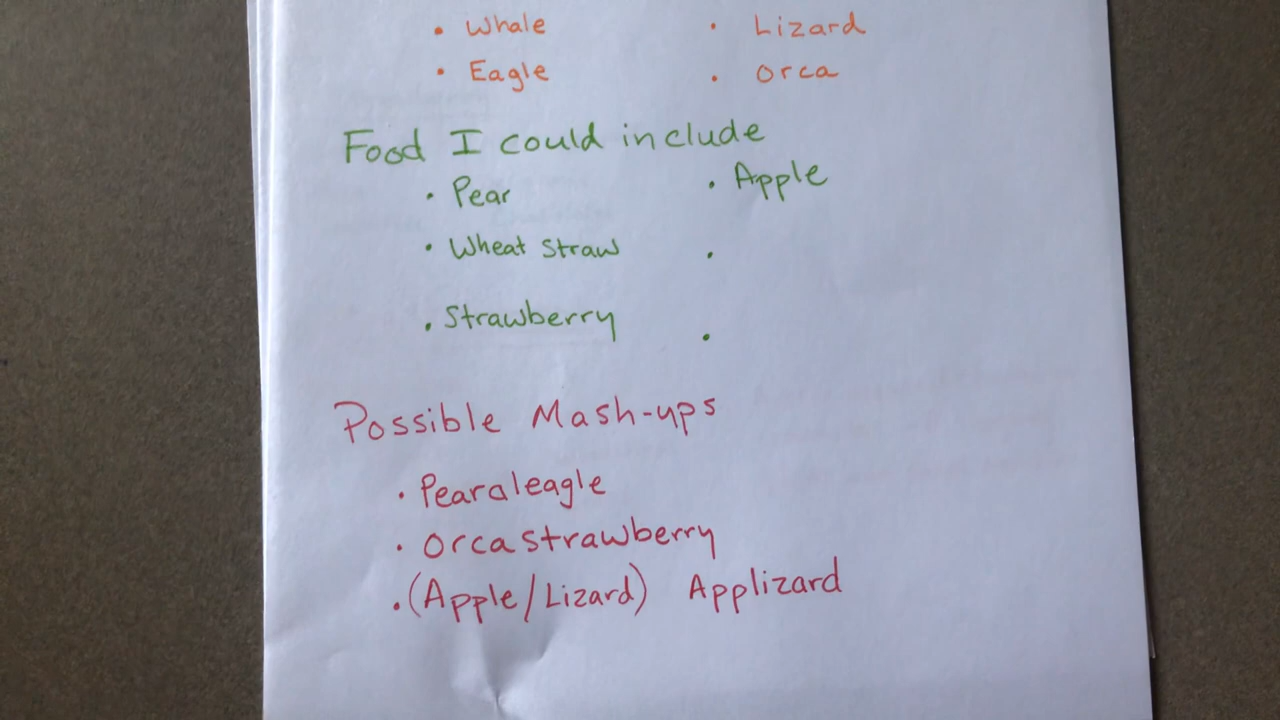 • Whale • Lizard
• Eagle • Orca
Food I could include
• Pear • Apple
• Wheat Straw •
• Strawberry •
Possible Mash-ups
• Pearaleagle
• Orcastrawberry
• (Apple/Lizard) Applizard